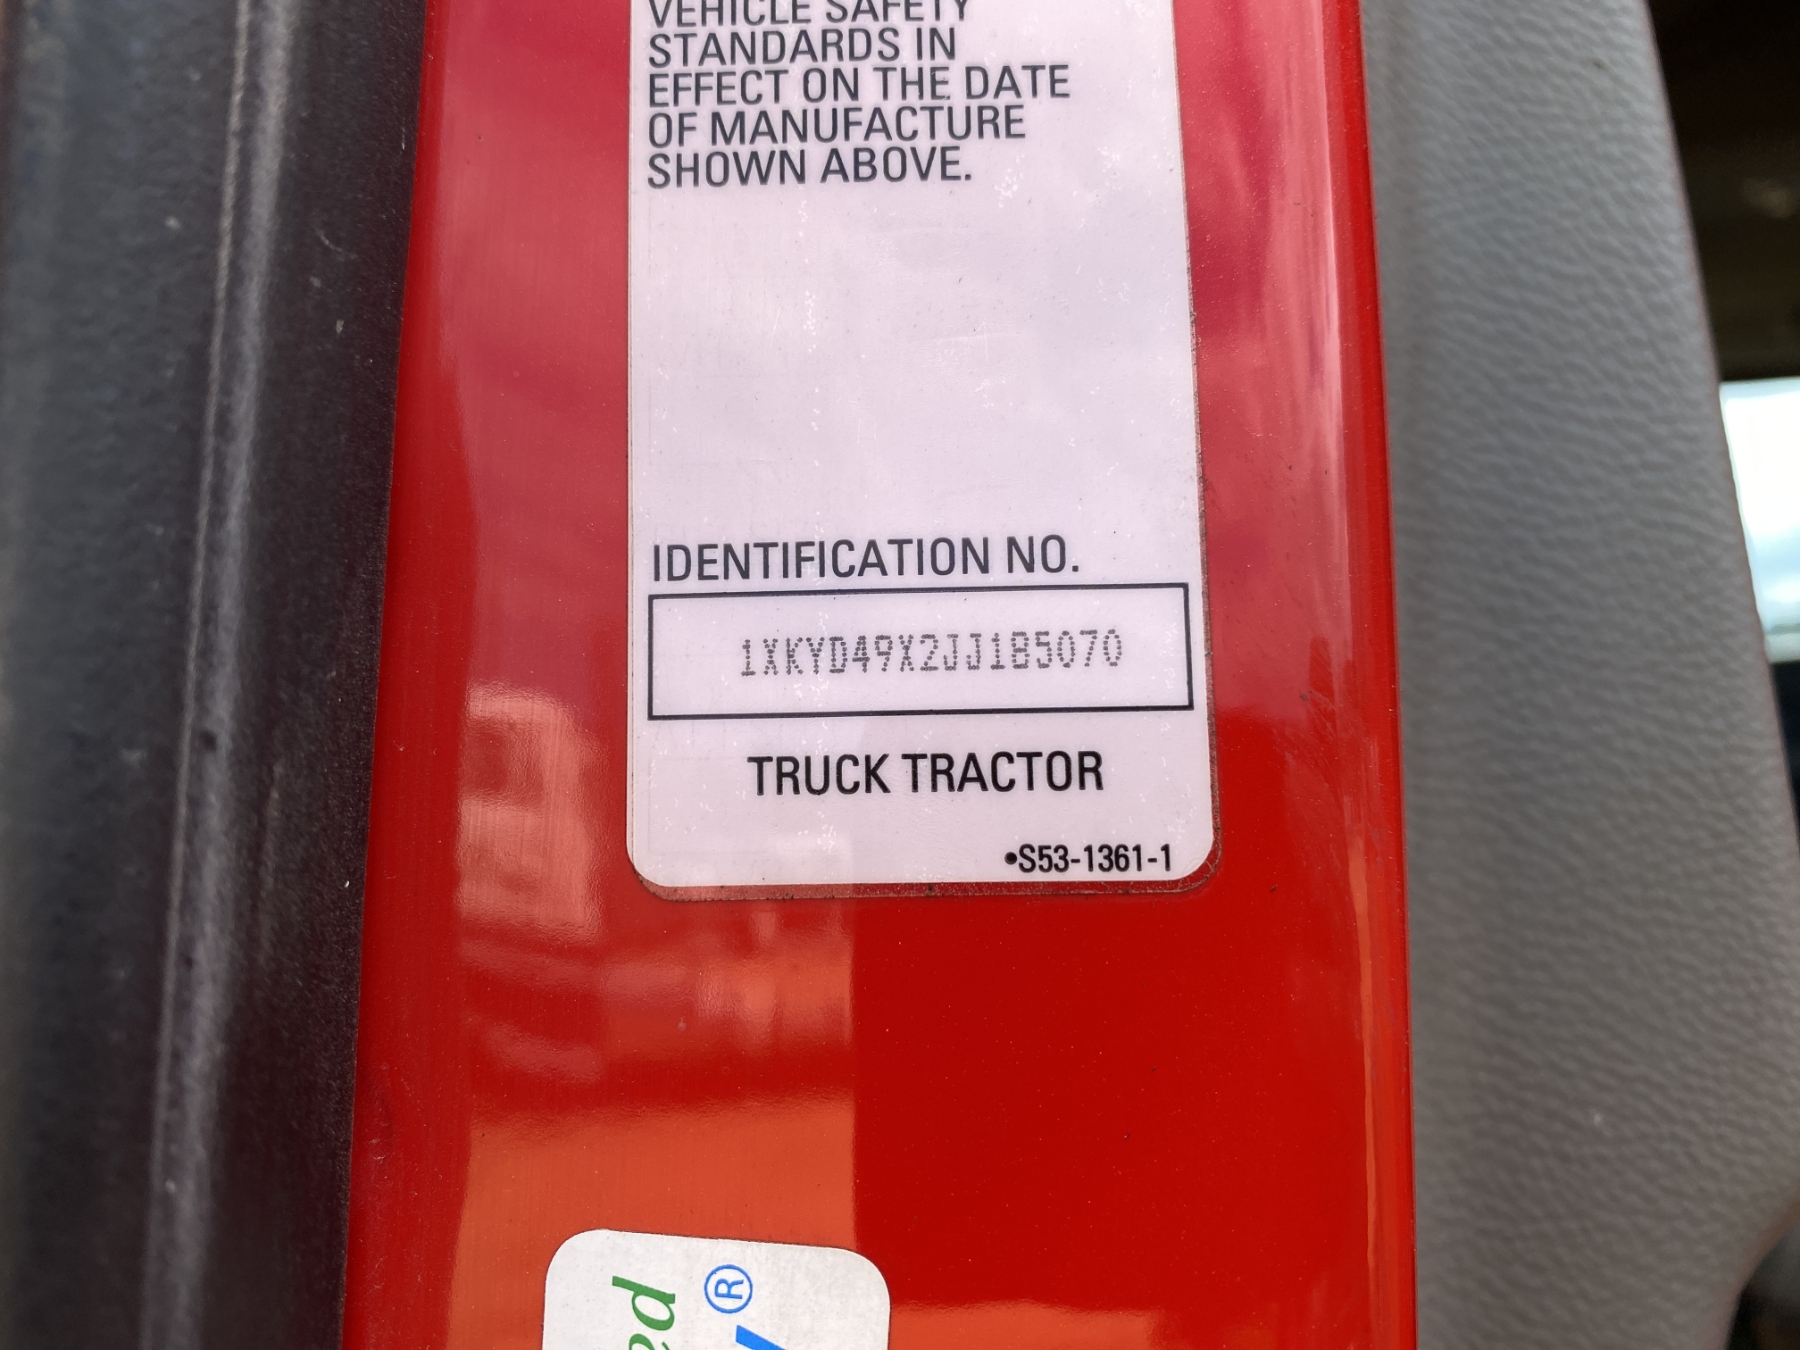 VEHICLE SAFETY
STANDARDS IN
EFFECT ON THE DATE
OF MANUFACTURE
SHOWN ABOVE.
IDENTIFICATION NO.
1XKYD49X2JJ1B5070
TRUCK TRACTOR
•S53-1361-1
®